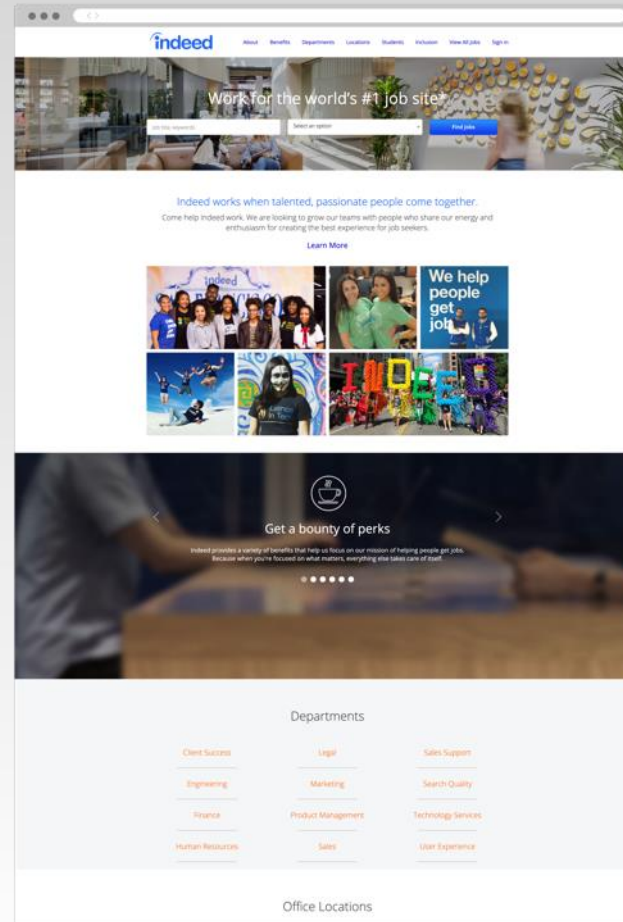 indeed
About Benefits Departments Locations Students Inclusion View All Jobs Sign in
Work for the world's #1 job site*
Job title, keywords
Select an option
Find Jobs
Indeed works when talented, passionate people come together.
Come help Indeed work. We are looking to grow our teams with people who share our energy and
enthusiasm for creating the best experience for job seekers.
Learn More
indeed
We help
people
get
job
INDEED
Get a bounty of perks
Indeed provides a variety of benefits that help us focus on our mission of helping people get jobs.
Because when you're focused on what matters, everything else takes care of itself.
Departments
Client Success Legal Sales Support
Engineering Marketing Search Quality
Finance Product Management Technology Services
Human Resources Sales User Experience
Office Locations